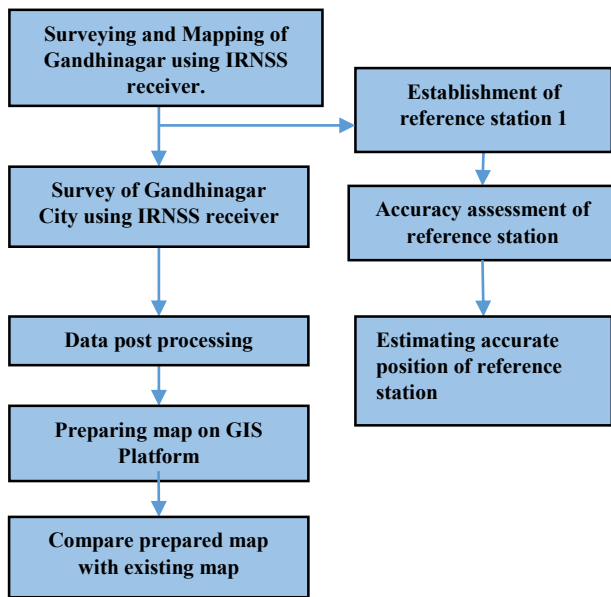 Surveying and Mapping of
Gandhinagar using IRNSS
receiver.
Establishment of
reference station 1
Survey of Gandhinagar
City using IRNSS receiver
Accuracy assessment of
reference station
Data post processing
Estimating accurate
position of reference
station
Preparing map on GIS
Platform
Compare prepared map
with existing map